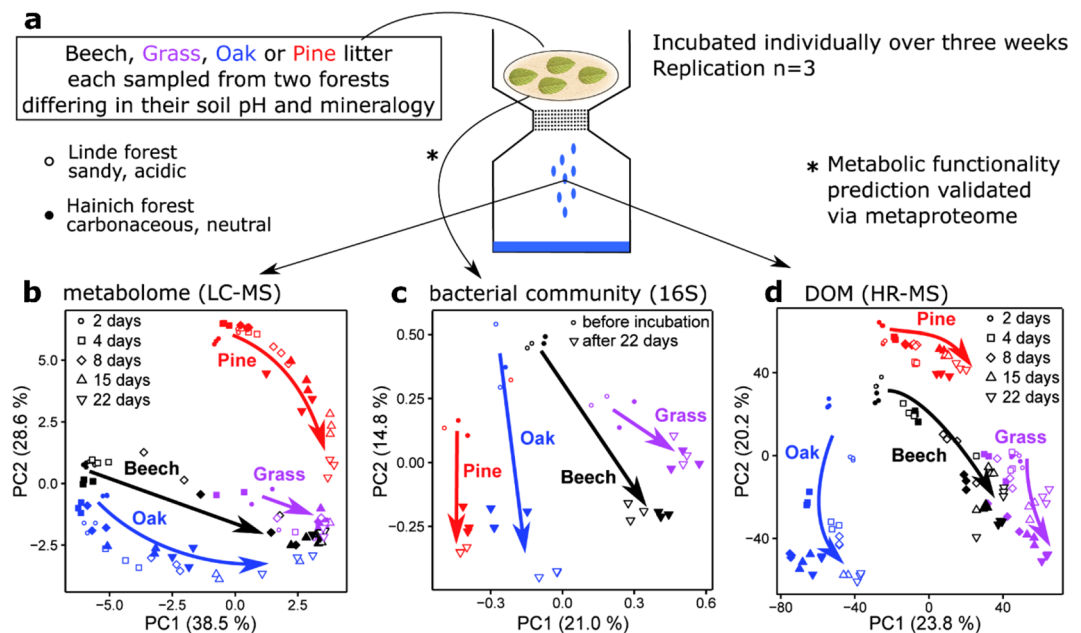 a
Beech, Grass, Oak or Pine litter
each sampled from two forests
differing in their soil pH and mineralogy
Incubated individually over three weeks
Replication n=3
Linde forest
sandy, acidic
Hainich forest
carbonaceous, neutral
*
* Metabolic functionality
prediction validated
via metaproteome
b metabolome (LC-MS)
2 days
4 days
8 days
15 days
22 days
Pine
Beech
Grass
Oak
5.0
2.5
0.0
-2.5
PC2 (28.6 %)
-5.0
-2.5
0.0
2.5
PC1 (38.5 %)
c bacterial community (16S)
before incubation
after 22 days
Grass
Oak
Pine
Beech
0.50
0.25
0.00
-0.25
PC2 (14.8 %)
-0.3
0.0
0.3
0.6
PC1 (21.0 %)
d DOM (HR-MS)
2 days
4 days
8 days
15 days
22 days
Pine
Oak
Beech
Grass
40
0
-40
PC2 (20.2 %)
-80
-40
0
40
PC1 (23.8 %)